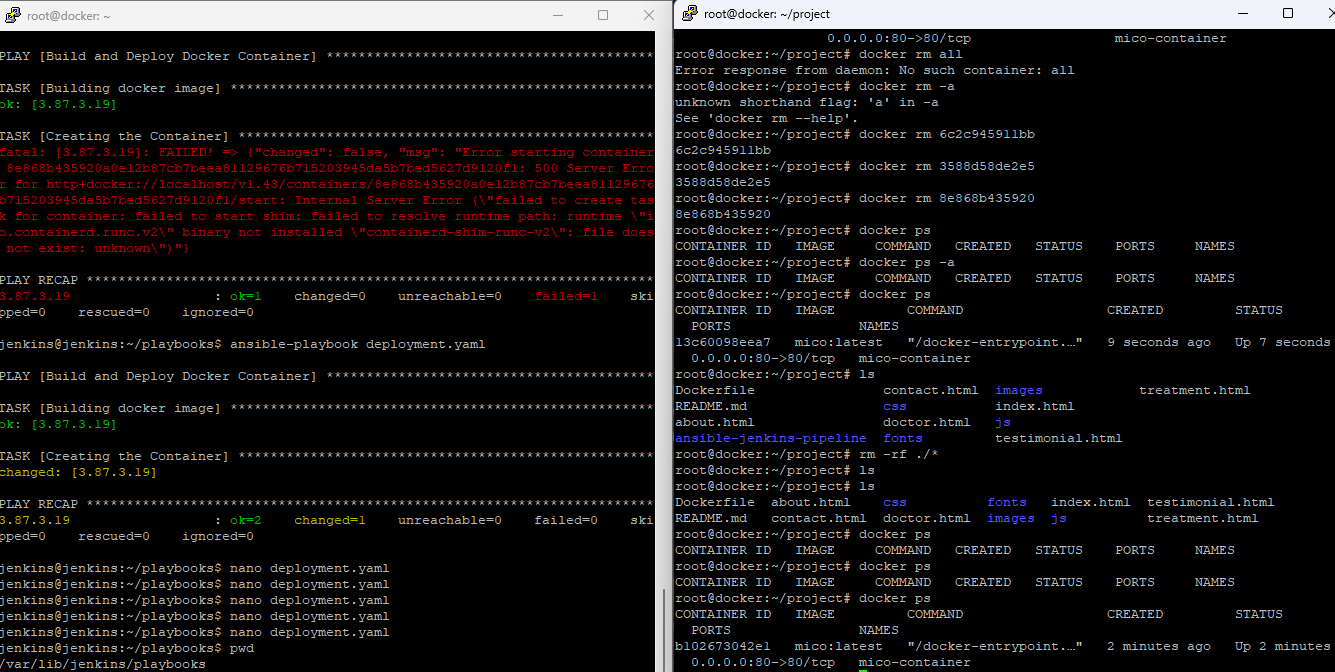 root@docker: ~
PLAY [Build and Deploy Docker Container] *****************************************
TASK [Building docker image] *****************************************************
ok: [3.87.3.19]
TASK [Creating the Container] ****************************************************
fatal: [3.87.3.19]: FAILED! => {"changed": false, "msg": "Error starting container
8e868b435920a0e12b87cb7beea81129676b715203945da5b7bed5627d9120f1: 500 Server Erro
r for http+docker://localhost/v1.43/containers/8e868b435920a0e12b87cb7beea81129676
b715203945da5b7bed5627d9120f1/start: Internal Server Error (\"failed to create tas
k for container: failed to start shim: failed to resolve runtime path: runtime \"i
o.containerd.runc.v2\" binary not installed \"containerd-shim-runc-v2\": file does
not exist: unknown\")"}
PLAY RECAP ***********************************************************************
3.87.3.19 : ok=1 changed=0 unreachable=0 failed=1 ski
pped=0 rescued=0 ignored=0
jenkins@jenkins:~/playbooks$ ansible-playbook deployment.yaml
PLAY [Build and Deploy Docker Container] *****************************************
TASK [Building docker image] *****************************************************
ok: [3.87.3.19]
TASK [Creating the Container] ****************************************************
changed: [3.87.3.19]
PLAY RECAP ***********************************************************************
3.87.3.19 : ok=2 changed=1 unreachable=0 failed=0 ski
pped=0 rescued=0 ignored=0
jenkins@jenkins:~/playbooks$ nano deployment.yaml
jenkins@jenkins:~/playbooks$ nano deployment.yaml
jenkins@jenkins:~/playbooks$ nano deployment.yaml
jenkins@jenkins:~/playbooks$ nano deployment.yaml
jenkins@jenkins:~/playbooks$ nano deployment.yaml
jenkins@jenkins:~/playbooks$ pwd
/var/lib/jenkins/playbooks
root@docker: ~/project
0.0.0.0:80->80/tcp mico-container
root@docker:~/project# docker rm all
Error response from daemon: No such container: all
root@docker:~/project# docker rm -a
unknown shorthand flag: 'a' in -a
See 'docker rm --help'.
root@docker:~/project# docker rm 6c2c945911bb
6c2c945911bb
root@docker:~/project# docker rm 3588d58de2e5
3588d58de2e5
root@docker:~/project# docker rm 8e868b435920
8e868b435920
root@docker:~/project# docker ps
CONTAINER ID IMAGE COMMAND CREATED STATUS PORTS NAMES
root@docker:~/project# docker ps -a
CONTAINER ID IMAGE COMMAND CREATED STATUS PORTS NAMES
root@docker:~/project# docker ps
CONTAINER ID IMAGE COMMAND CREATED STATUS
PORTS NAMES
13c60098eea7 mico:latest "/docker-entrypoint.…" 9 seconds ago Up 7 seconds
0.0.0.0:80->80/tcp mico-container
root@docker:~/project# ls
Dockerfile contact.html images treatment.html
README.md css index.html
about.html doctor.html js
ansible-jenkins-pipeline fonts testimonial.html
root@docker:~/project# rm -rf ./*
root@docker:~/project# ls
root@docker:~/project# ls
Dockerfile about.html css fonts index.html testimonial.html
README.md contact.html doctor.html images js treatment.html
root@docker:~/project# docker ps
CONTAINER ID IMAGE COMMAND CREATED STATUS PORTS NAMES
root@docker:~/project# docker ps
CONTAINER ID IMAGE COMMAND CREATED STATUS PORTS NAMES
root@docker:~/project# docker ps
CONTAINER ID IMAGE COMMAND CREATED STATUS
PORTS NAMES
b102673042e1 mico:latest "/docker-entrypoint.…" 2 minutes ago Up 2 minutes
0.0.0.0:80->80/tcp mico-container